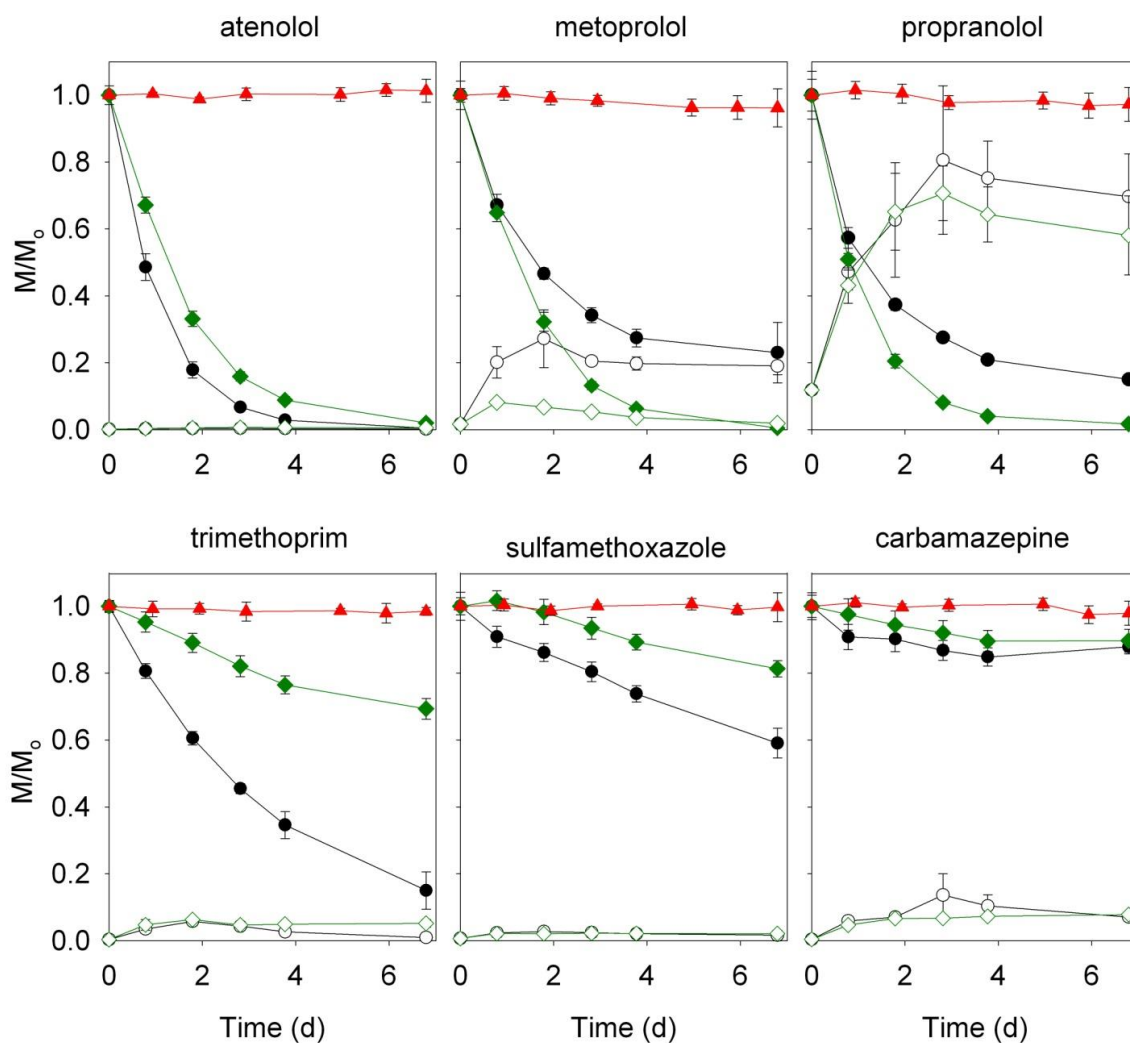 atenolol metoprolol propranolol
M/Mo
1.0
0.8
0.6
0.4
0.2
0.0
0 2 4 6 0 2 4 6 0 2 4 6
trimethoprim sulfamethoxazole carbamazepine
M/Mo
1.0
0.8
0.6
0.4
0.2
0.0
0 2 4 6 0 2 4 6 0 2 4 6
Time (d) Time (d) Time (d)